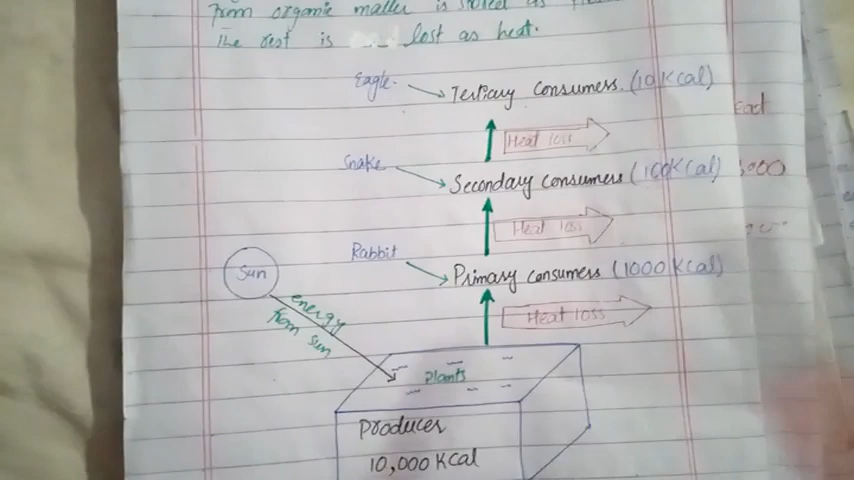 from organic matter is stored as
The rest is lost as heat.
Eagle
Tertiary Consumers. (10 Kcal)
Heat loss
Snake
Secondary Consumers (100 Kcal)
Heat loss
Rabbit
Primary Consumers (1000 Kcal)
Sun
energy
from sun
Heat loss
Plants
Producer
10,000 Kcal